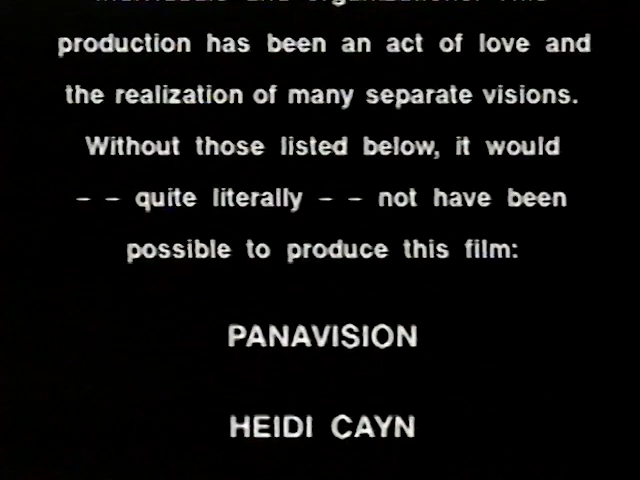 production has been an act of love and
the realization of many separate visions.
Without those listed below, it would
– – quite literally – – not have been
possible to produce this film:
PANAVISION
HEIDI CAYN